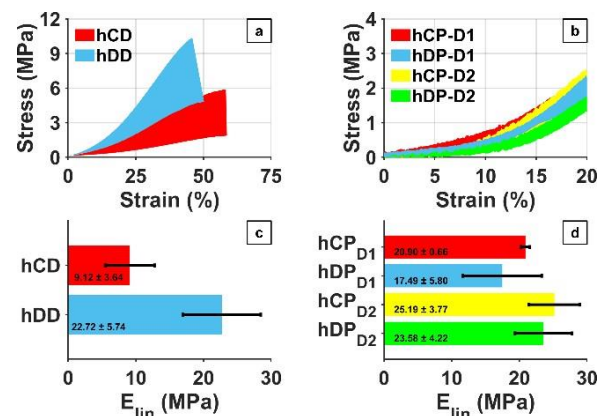 a
hCD
hDD
Stress (MPa)
12
9
6
3
0
0 25 50 75
Strain (%)
b
hCP-D1
hDP-D1
hCP-D2
hDP-D2
Stress (MPa)
4
3
2
1
0
0 5 10 15 20
Strain (%)
c
hCD
9.12 ± 3.64
hDD
22.72 ± 5.74
0 10 20 30
E_lin (MPa)
d
hCP_D1
20.90 ± 0.66
hDP_D1
17.49 ± 5.80
hCP_D2
25.19 ± 3.77
hDP_D2
23.58 ± 4.22
0 10 20 30
E_lin (MPa)